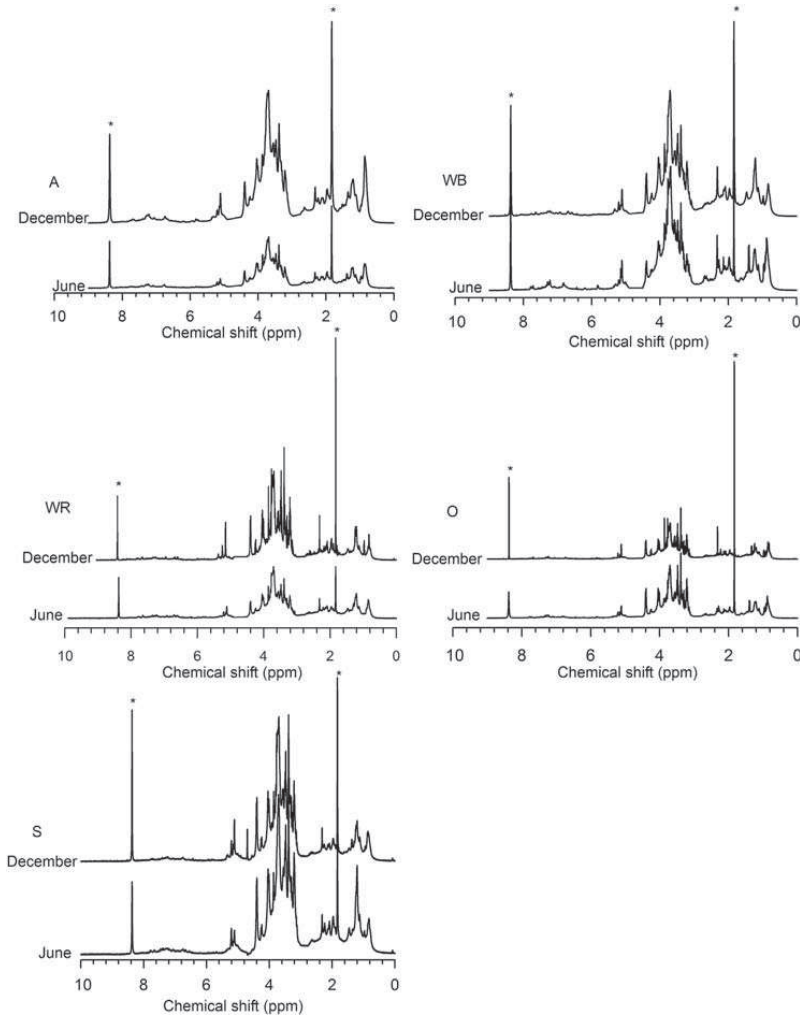 *
*
A
December
June
10 8 6 4 2 0
Chemical shift (ppm)
*
*
WB
December
June
10 8 6 4 2 0
Chemical shift (ppm)
*
*
WR
December
June
10 8 6 4 2 0
Chemical shift (ppm)
*
*
O
December
June
10 8 6 4 2 0
Chemical shift (ppm)
*
*
S
December
June
10 8 6 4 2 0
Chemical shift (ppm)